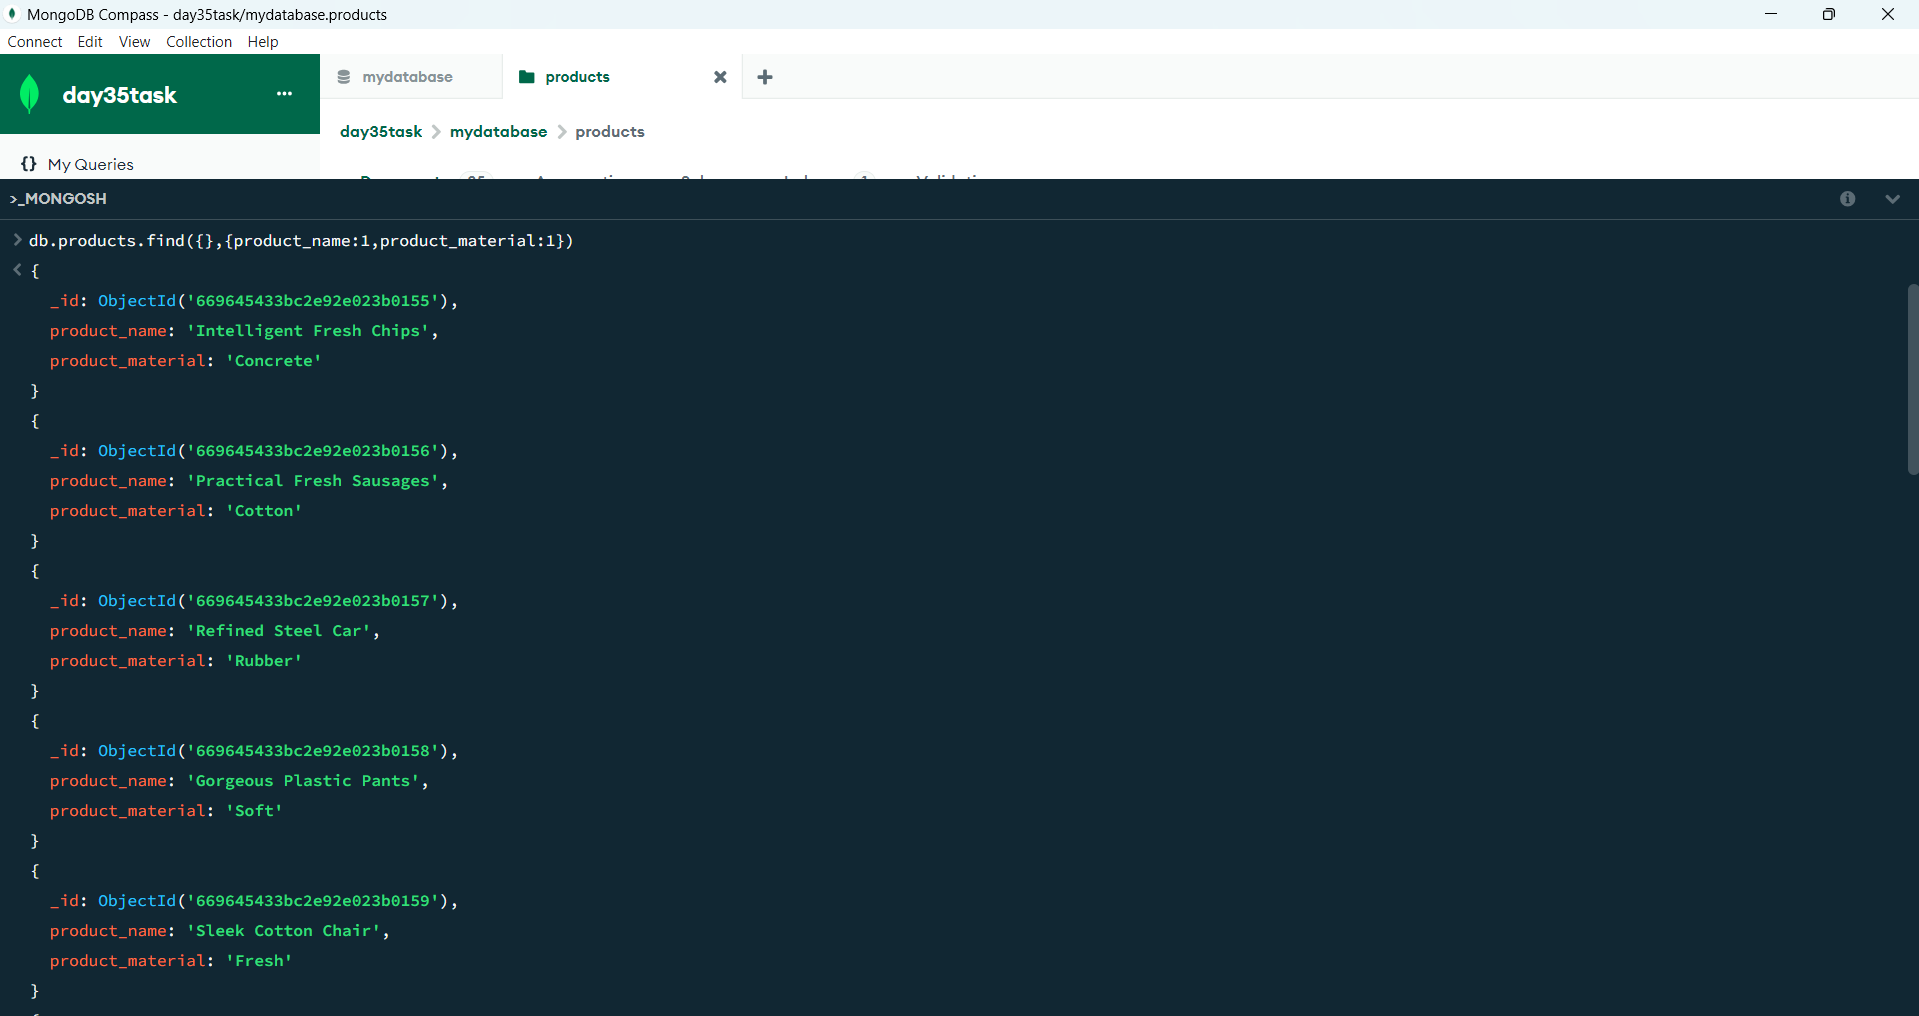 MongoDB Compass - day35task/mydatabase.products
Connect Edit View Collection Help
day35task ...
mydatabase
products
day35task > mydatabase > products
{} My Queries
>_MONGOSH
> db.products.find({},{product_name:1,product_material:1})
< {
_id: ObjectId('669645433bc2e92e023b0155'),
product_name: 'Intelligent Fresh Chips',
product_material: 'Concrete'
}
{
_id: ObjectId('669645433bc2e92e023b0156'),
product_name: 'Practical Fresh Sausages',
product_material: 'Cotton'
}
{
_id: ObjectId('669645433bc2e92e023b0157'),
product_name: 'Refined Steel Car',
product_material: 'Rubber'
}
{
_id: ObjectId('669645433bc2e92e023b0158'),
product_name: 'Gorgeous Plastic Pants',
product_material: 'Soft'
}
{
_id: ObjectId('669645433bc2e92e023b0159'),
product_name: 'Sleek Cotton Chair',
product_material: 'Fresh'
}